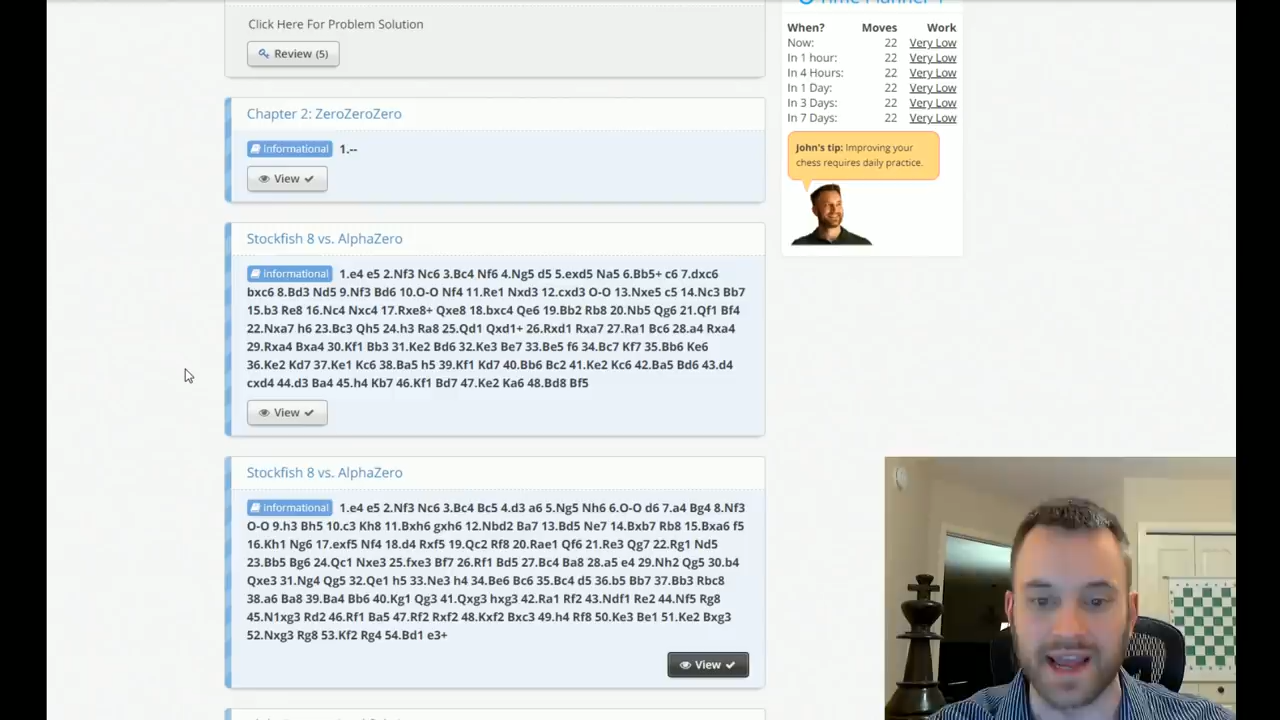 Click Here For Problem Solution
Review (5)
Chapter 2: ZeroZeroZero
Informational 1.--
View
Stockfish 8 vs. AlphaZero
Informational 1.e4 e5 2.Nf3 Nc6 3.Bc4 Nf6 4.Ng5 d5 5.exd5 Na5 6.Bb5+ c6 7.dxc6
bxc6 8.Bd3 Nd5 9.Nf3 Bd6 10.O-O Nf4 11.Re1 Nxd3 12.cxd3 O-O 13.Nxe5 c5 14.Nc3 Bb7
15.b3 Re8 16.Nc4 Nxc4 17.Rxe8+ Qxe8 18.bxc4 Qe6 19.Bb2 Rb8 20.Nb5 Qg6 21.Qf1 Bf4
22.Nxa7 h6 23.Bc3 Qh5 24.h3 Ra8 25.Qd1 Qxd1+ 26.Rxd1 Rxa7 27.Ra1 Bc6 28.a4 Rxa4
29.Rxa4 Bxa4 30.Kf1 Bb3 31.Ke2 Bd6 32.Ke3 Be7 33.Be5 f6 34.Bc7 Kf7 35.Bb6 Ke6
36.Ke2 Kd7 37.Ke1 Kc6 38.Ba5 h5 39.Kf1 Kd7 40.Bb6 Bc2 41.Ke2 Kc6 42.Ba5 Bd6 43.d4
cxd4 44.d3 Ba4 45.h4 Kb7 46.Kf1 Bd7 47.Ke2 Ka6 48.Bd8 Bf5
View
Stockfish 8 vs. AlphaZero
Informational 1.e4 e5 2.Nf3 Nc6 3.Bc4 Bc5 4.d3 a6 5.Ng5 Nh6 6.O-O d6 7.a4 Bg4 8.Nf3
O-O 9.h3 Bh5 10.c3 Kh8 11.Bxh6 gxh6 12.Nbd2 Ba7 13.Bd5 Ne7 14.Bxb7 Rb8 15.Bxa6 f5
16.Kh1 Ng6 17.exf5 Nf4 18.d4 Rxf5 19.Qc2 Rf8 20.Rae1 Qf6 21.Re3 Qg7 22.Rg1 Nd5
23.Bb5 Bg6 24.Qc1 Nxe3 25.fxe3 Bf7 26.Rf1 Bd5 27.Bc4 Ba8 28.a5 e4 29.Nh2 Qg5 30.b4
Qxe3 31.Ng4 Qg5 32.Qe1 h5 33.Ne3 h4 34.Be6 Bc6 35.Bc4 d5 36.b5 Bb7 37.Bb3 Rbc8
38.a6 Ba8 39.Ba4 Bb6 40.Kg1 Qg3 41.Qxg3 hxg3 42.Ra1 Rf2 43.Ndf1 Re2 44.Nf5 Rg8
45.N1xg3 Rd2 46.Rf1 Ba5 47.Rf2 Rxf2 48.Kxf2 Bxc3 49.h4 Rf8 50.Ke3 Be1 51.Ke2 Bxg3
52.Nxg3 Rg8 53.Kf2 Rg4 54.Bd1 e3+
View
When? Moves Work
Now: 22 Very Low
In 1 hour: 22 Very Low
In 4 Hours: 22 Very Low
In 1 Day: 22 Very Low
In 3 Days: 22 Very Low
In 7 Days: 22 Very Low
John's tip: Improving your
chess requires daily practice.